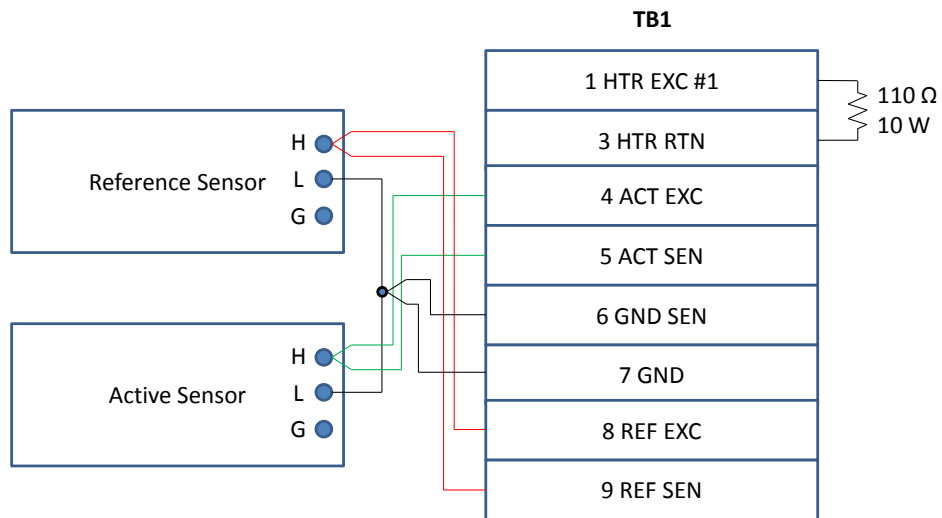 TB1
1 HTR EXC #1
110 Ω
10 W
3 HTR RTN
H
Reference Sensor
L
G
4 ACT EXC
5 ACT SEN
6 GND SEN
H
Active Sensor
L
G
7 GND
8 REF EXC
9 REF SEN